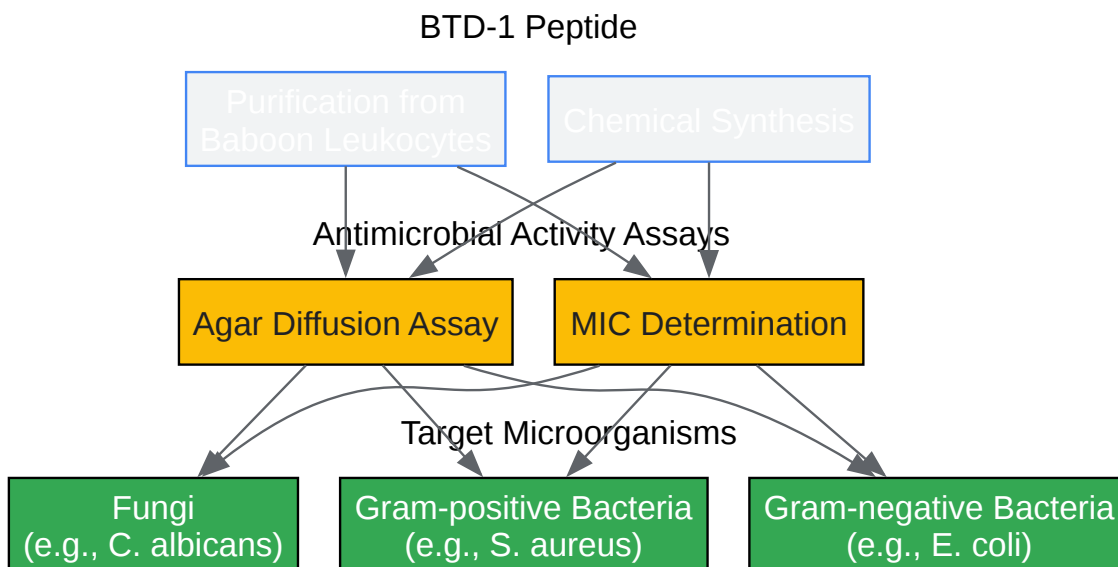 BTD-1 Peptide
Purification from
Baboon Leukocytes
Chemical Synthesis
Antimicrobial Activity Assays
Agar Diffusion Assay
MIC Determination
Target Microorganisms
Fungi
(e.g., C. albicans)
Gram-positive Bacteria
(e.g., S. aureus)
Gram-negative Bacteria
(e.g., E. coli)